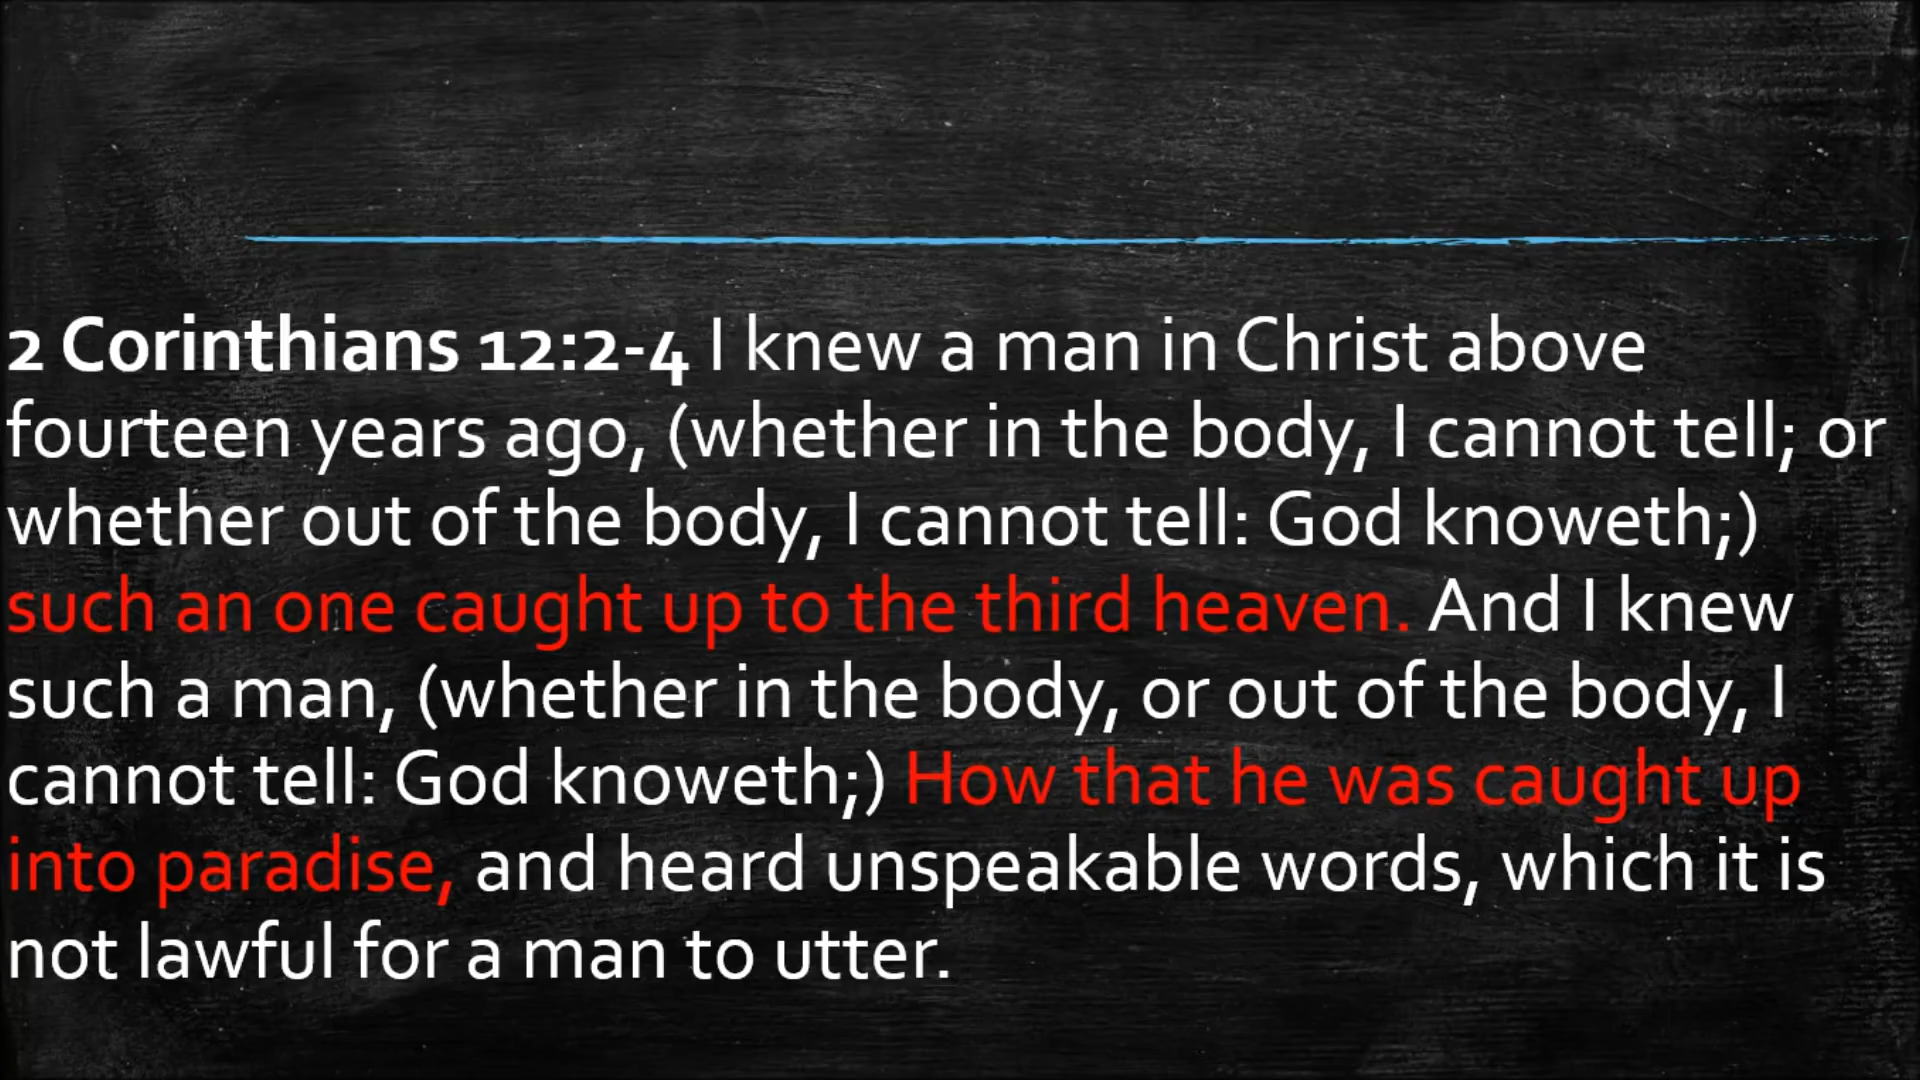 2 Corinthians 12:2-4 I knew a man in Christ above
fourteen years ago, (whether in the body, I cannot tell; or
whether out of the body, I cannot tell: God knoweth;)
such an one caught up to the third heaven. And I knew
such a man, (whether in the body, or out of the body, I
cannot tell: God knoweth;) How that he was caught up
into paradise, and heard unspeakable words, which it is
not lawful for a man to utter.